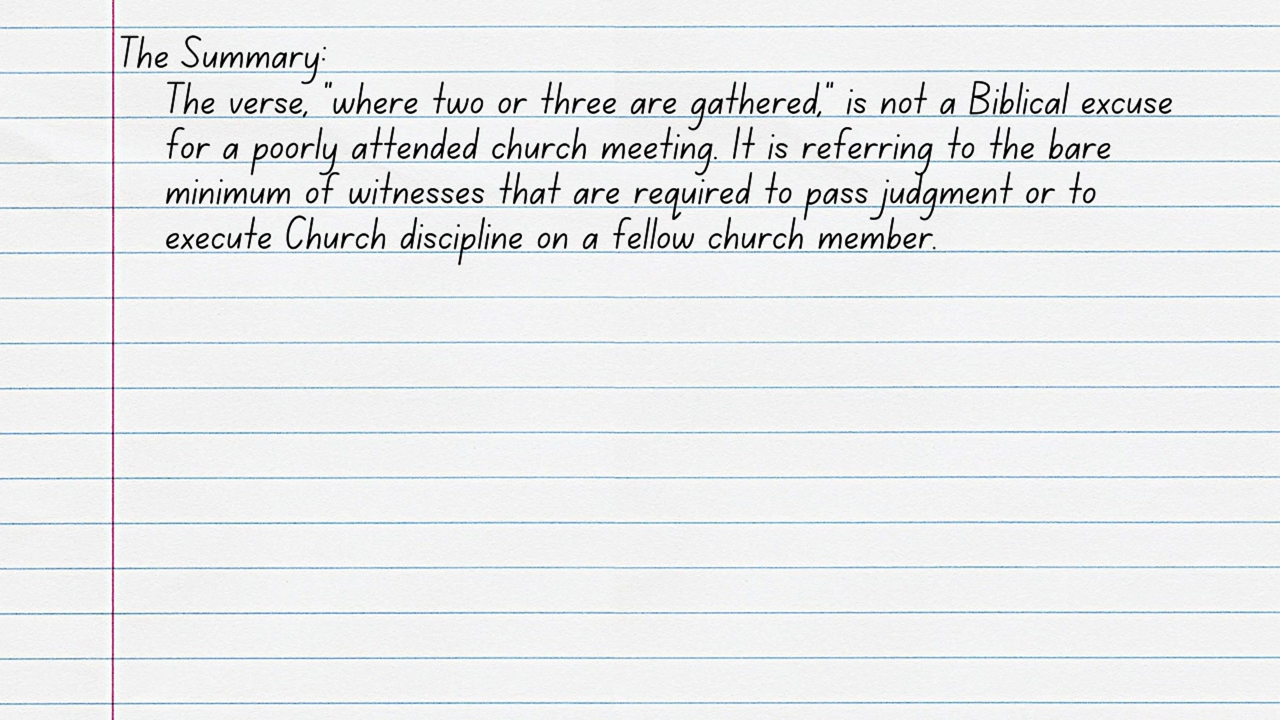 The Summary:
The verse, "where two or three are gathered," is not a Biblical excuse
for a poorly attended church meeting. It is referring to the bare
minimum of witnesses that are required to pass judgment or to
execute Church discipline on a fellow church member.